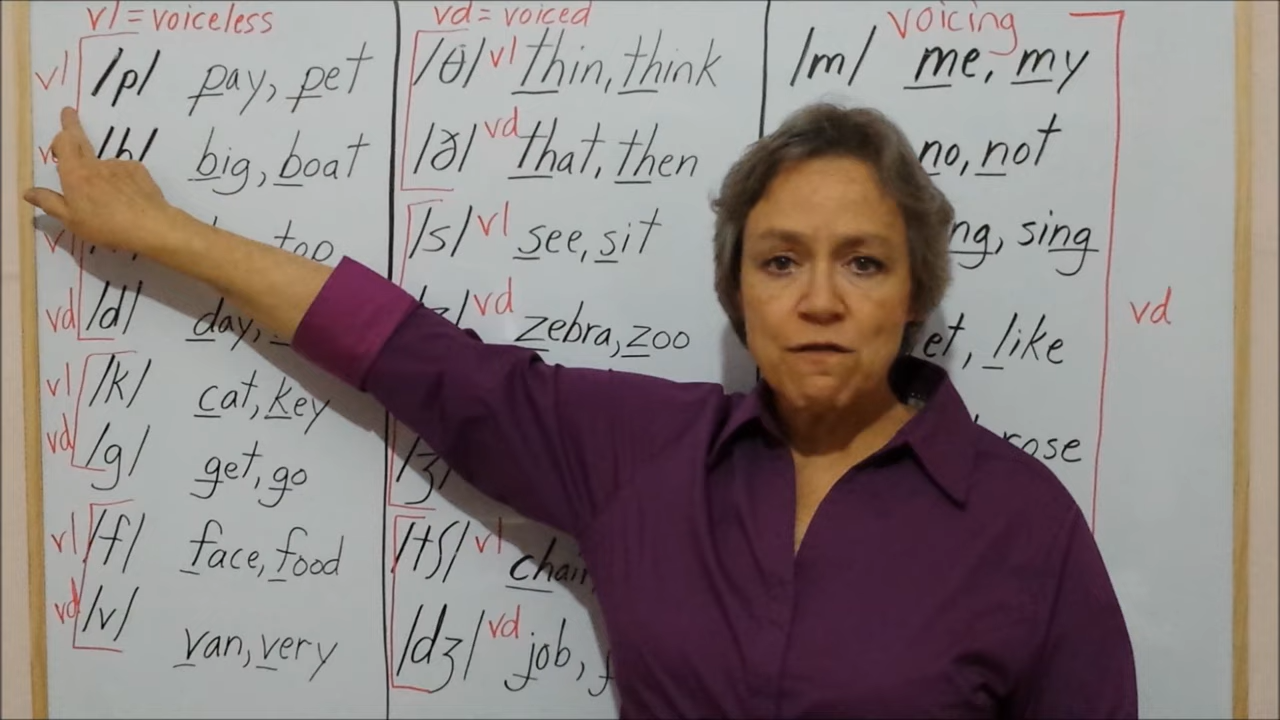 vl = voiceless
vl /p/ pay, pet
/b/ big, boat
too
vd /d/ day,
vl /k/ cat, key
vd /g/ get, go
vl /f/ face, food
vd /v/ van, very
vd = voiced
/θ/ vl thin, think
/ð/ vd that, then
/s/ vl see, sit
vd zebra, zoo
/ʒ/
/tʃ/ vl chair
/dʒ/ vd job,
voicing
/m/ me, my
no, not
sing
like
rose
vd